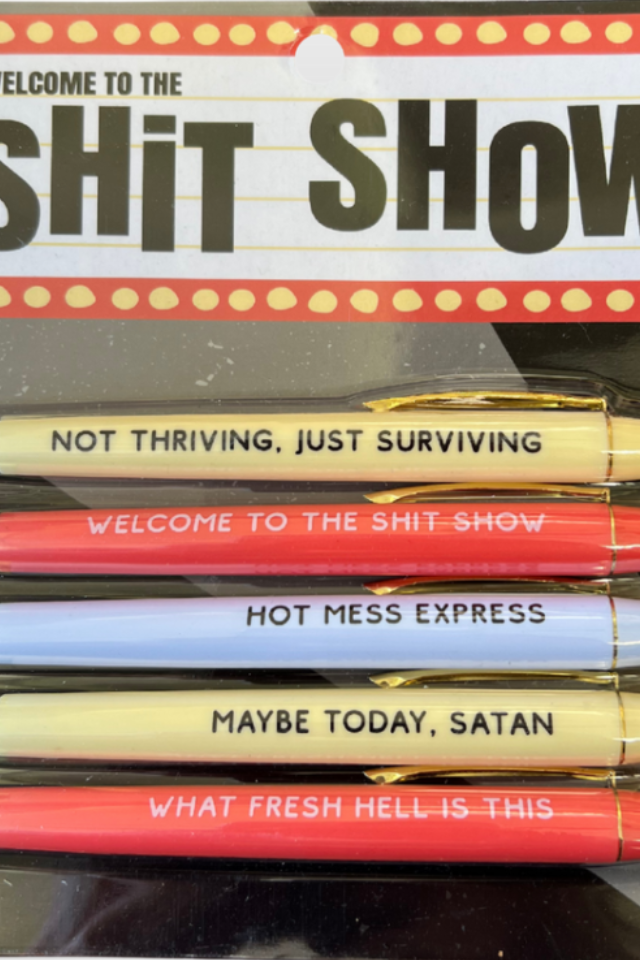 WELCOME TO THE
SHiT SHOW
NOT THRIVING, JUST SURVIVING
WELCOME TO THE SHIT SHOW
HOT MESS EXPRESS
MAYBE TODAY, SATAN
WHAT FRESH HELL IS THIS